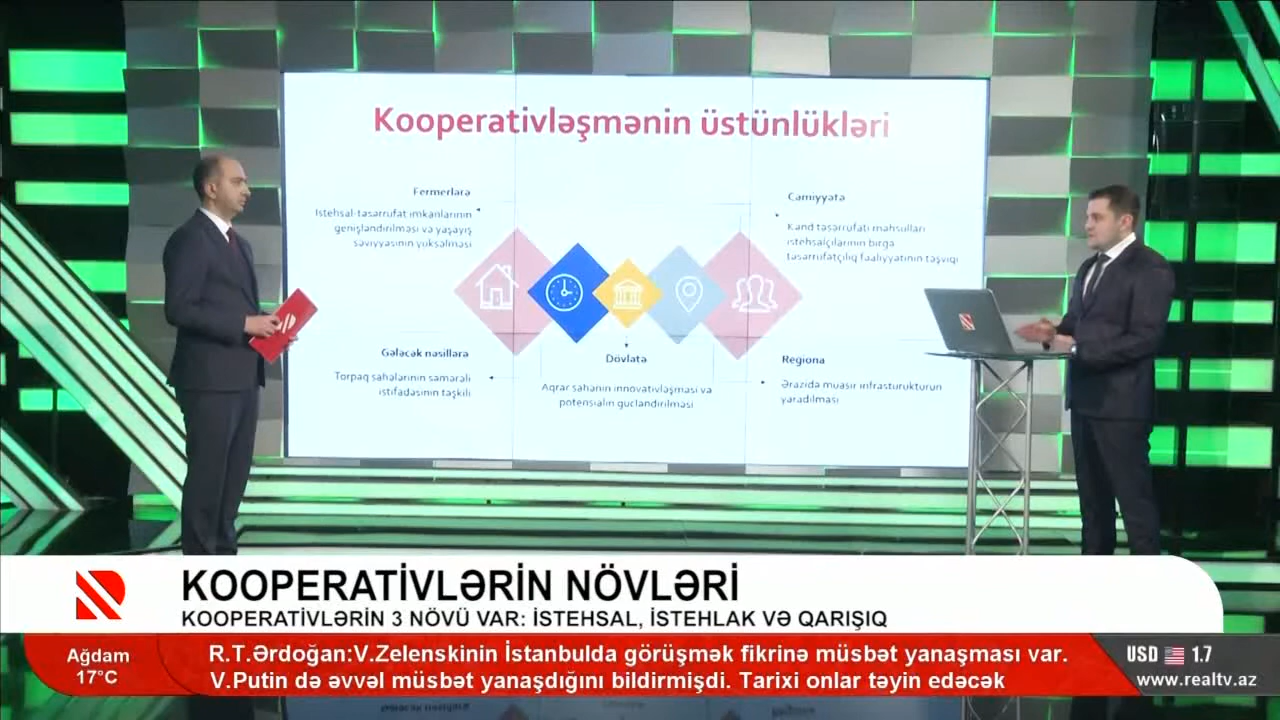 Kooperativləşmənin üstünlükləri
Fermerlərə
İstehsal-təsərrüfat imkanlarının
genişləndirilməsi və yaşayış
səviyyəsinin yüksəlməsi
Cəmiyyətə
Kənd təsərrüfatı məhsulları
istehsalçılarının birgə
təsərrüfatçılıq fəaliyyətinin təşviqi
Gələcək nəsillərə
Torpaq sahələrinin səmərəli
istifadəsinin təşkili
Dövlətə
Aqrar sahənin innovativləşməsi və
potensialın gücləndirilməsi
Regiona
Ərazidə müasir infrastrukturun
yaradılması
KOOPERATİVLƏRİN NÖVLƏRİ
KOOPERATİVLƏRİN 3 NÖVÜ VAR: İSTEHSAL, İSTEHLAK VƏ QARIŞIQ
Ağdam
17°C
R.T.Ərdoğan:V.Zelenskinin İstanbulda görüşmək fikrinə müsbət yanaşması var.
V.Putin də əvvəl müsbət yanaşdığını bildirmişdi. Tarixi onlar təyin edəcək
USD 1.7
www.realtv.az